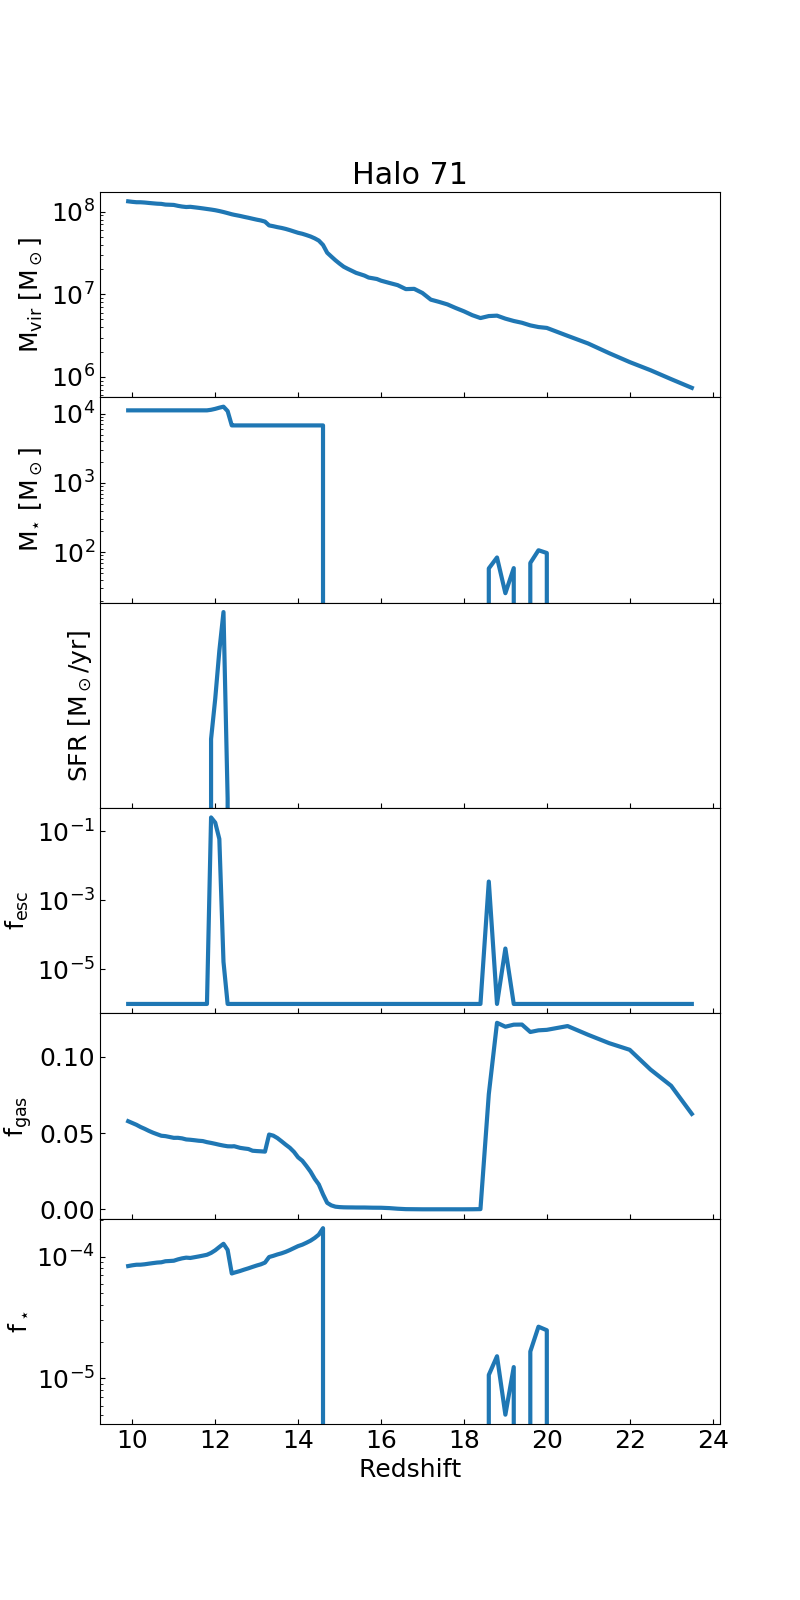 Halo 71
M_vir [M_⊙]
10^8
10^7
10^6
M_⋆ [M_⊙]
10^4
10^3
10^2
SFR [M_⊙/yr]
f_esc
10^−1
10^−3
10^−5
f_gas
0.10
0.05
0.00
f_⋆
10^−4
10^−5
10 12 14 16 18 20 22 24
Redshift